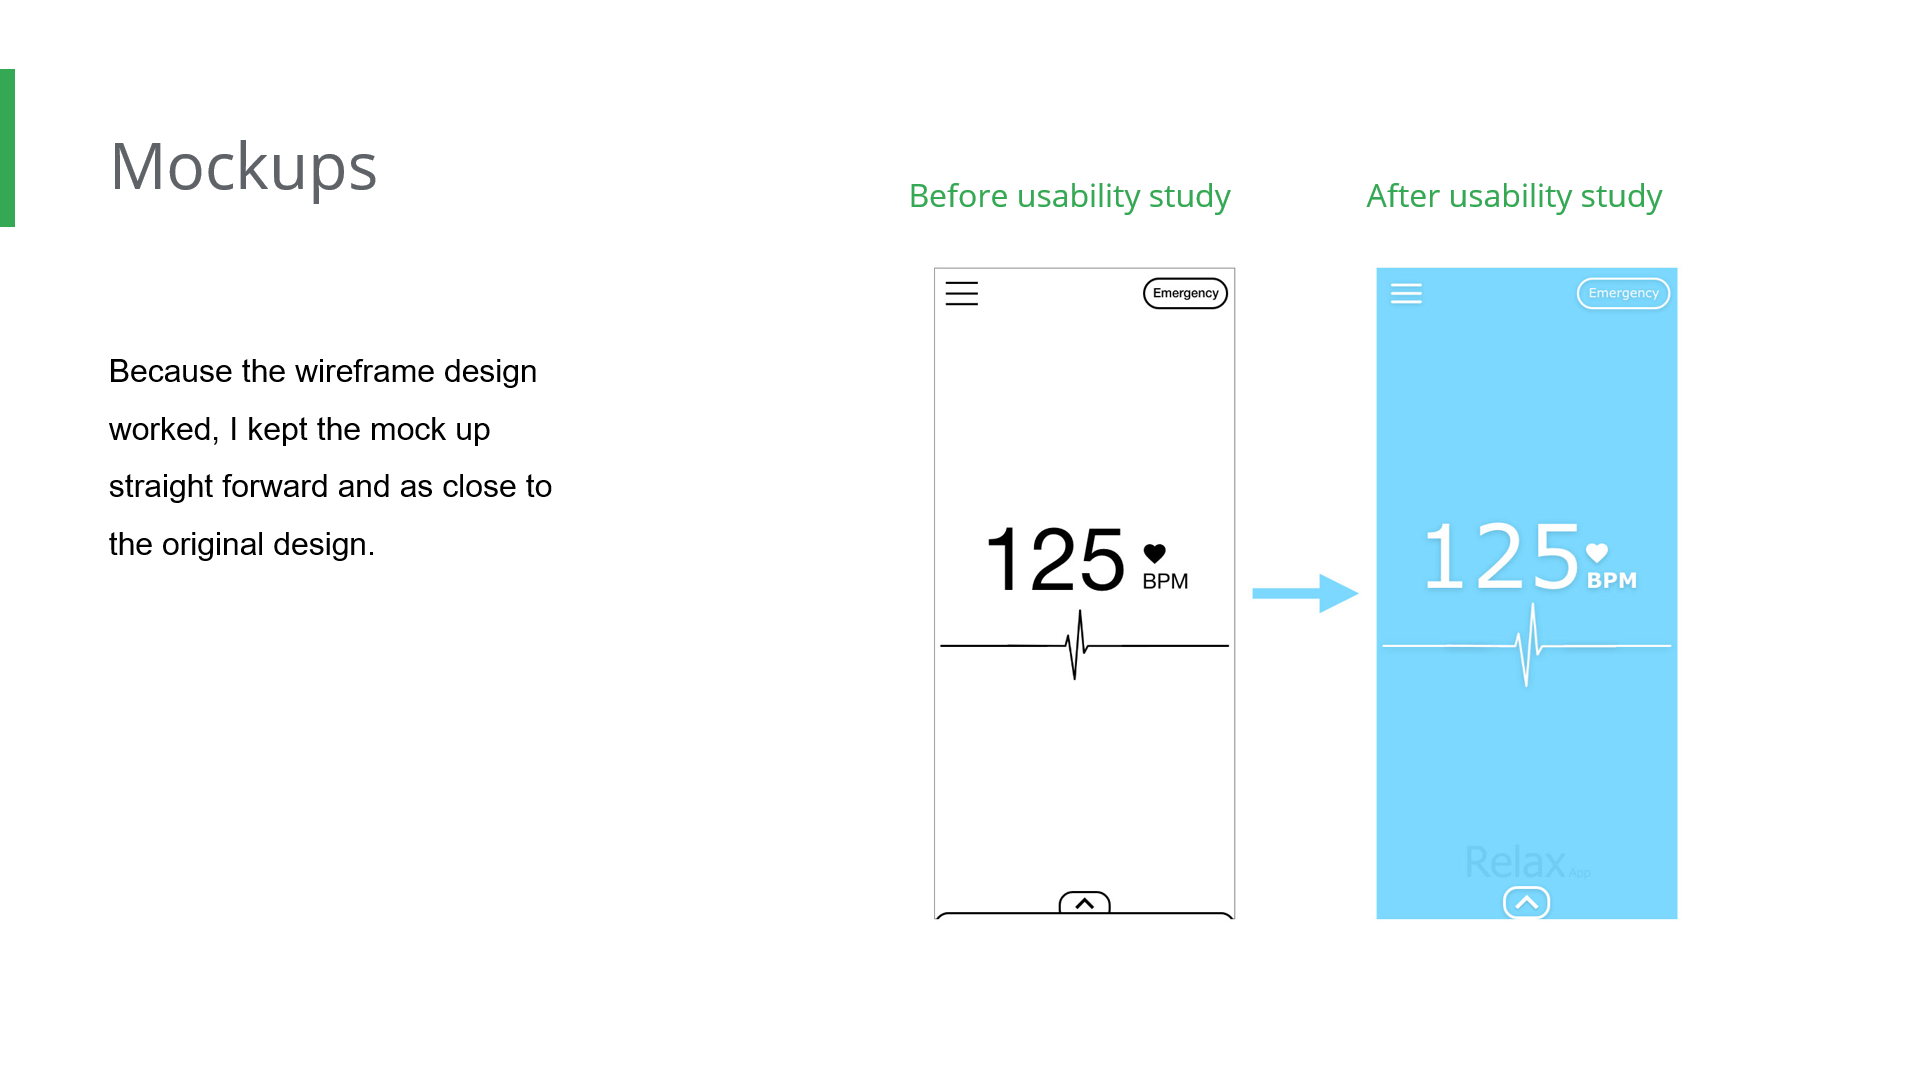 Mockups
Before usability study
After usability study
Because the wireframe design
worked, I kept the mock up
straight forward and as close to
the original design.
Emergency
125
BPM
Emergency
125
BPM
Relax App